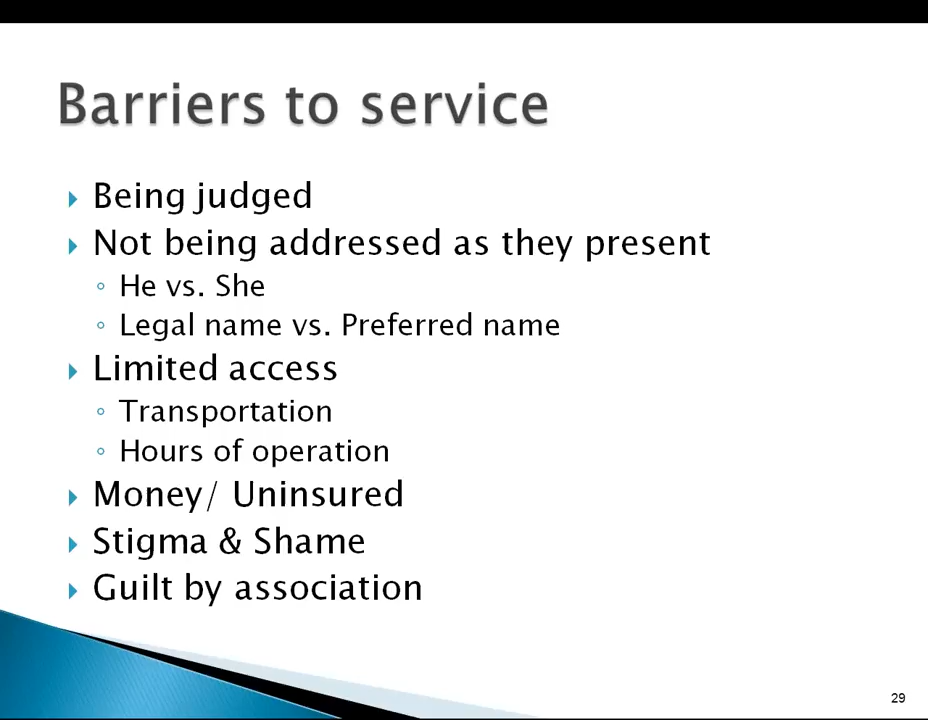 Barriers to service
Being judged
Not being addressed as they present
He vs. She
Legal name vs. Preferred name
Limited access
Transportation
Hours of operation
Money/ Uninsured
Stigma & Shame
Guilt by association
29